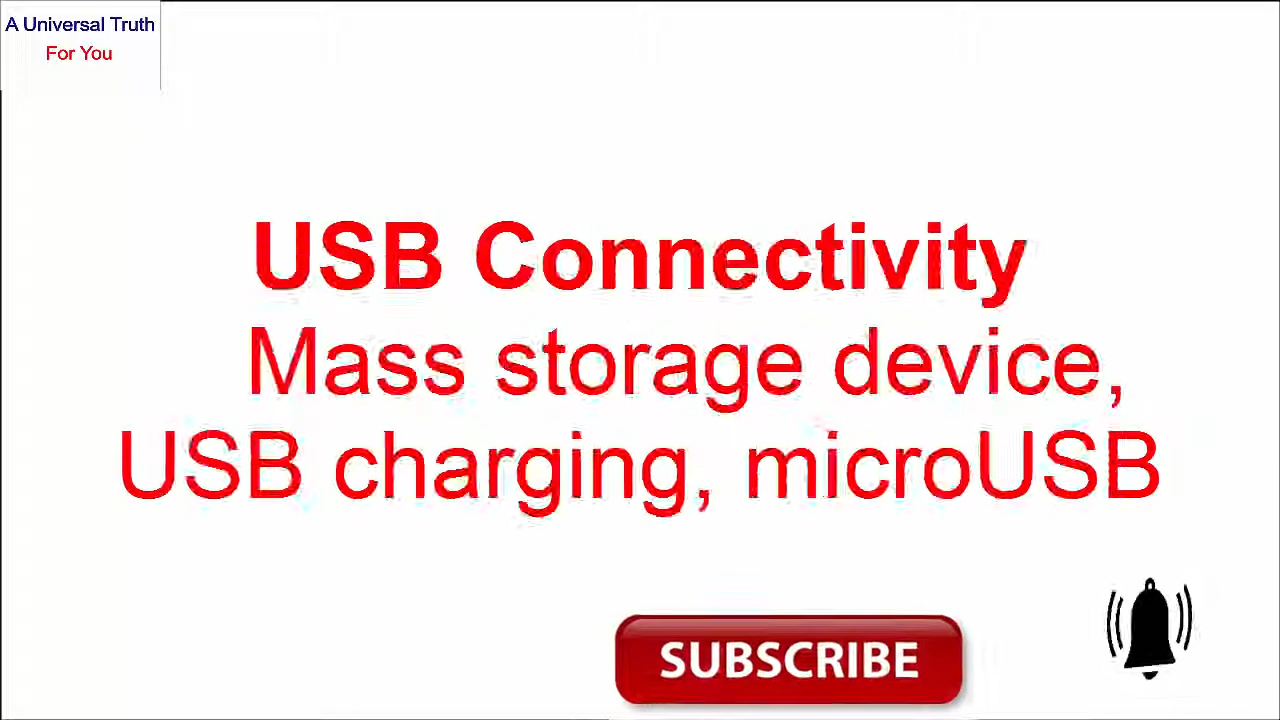 A Universal Truth
For You
USB Connectivity
Mass storage device,
USB charging, microUSB
SUBSCRIBE